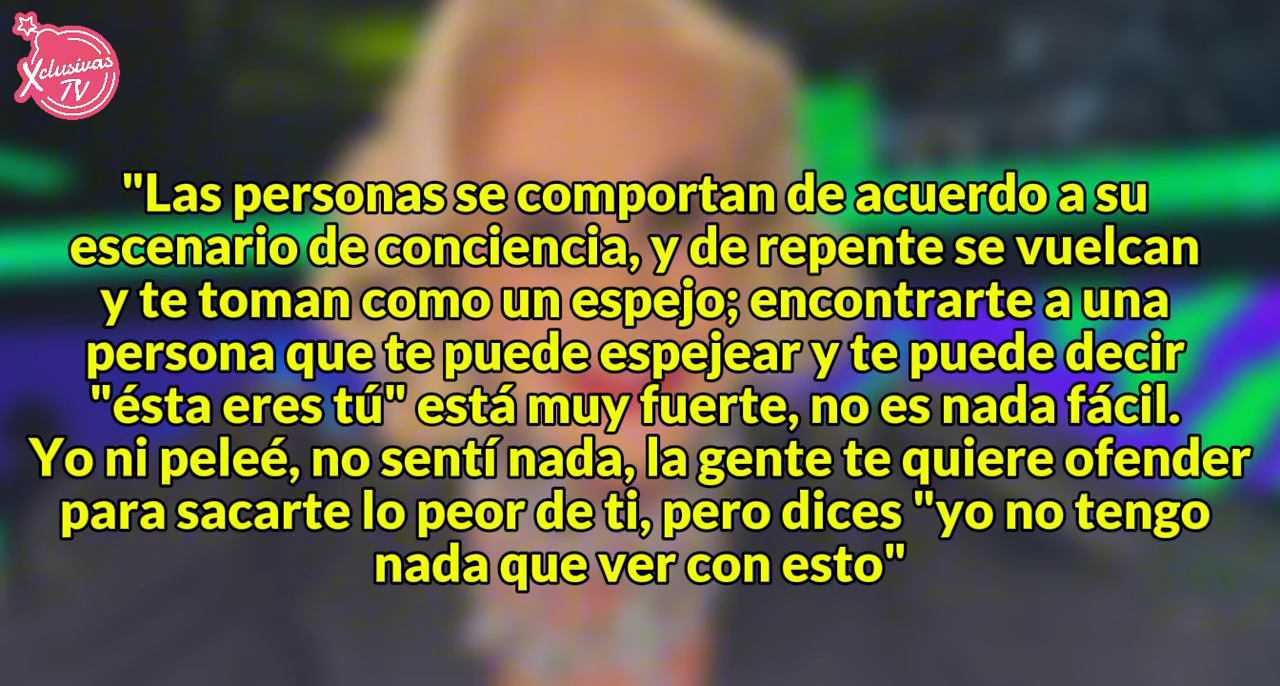 Xclusivas
TV
"Las personas se comportan de acuerdo a su
escenario de conciencia, y de repente se vuelcan
y te toman como un espejo; encontrarte a una
persona que te puede espejear y te puede decir
"ésta eres tú" está muy fuerte, no es nada fácil.
Yo ni peleé, no sentí nada, la gente te quiere ofender
para sacarte lo peor de ti, pero dices "yo no tengo
nada que ver con esto"